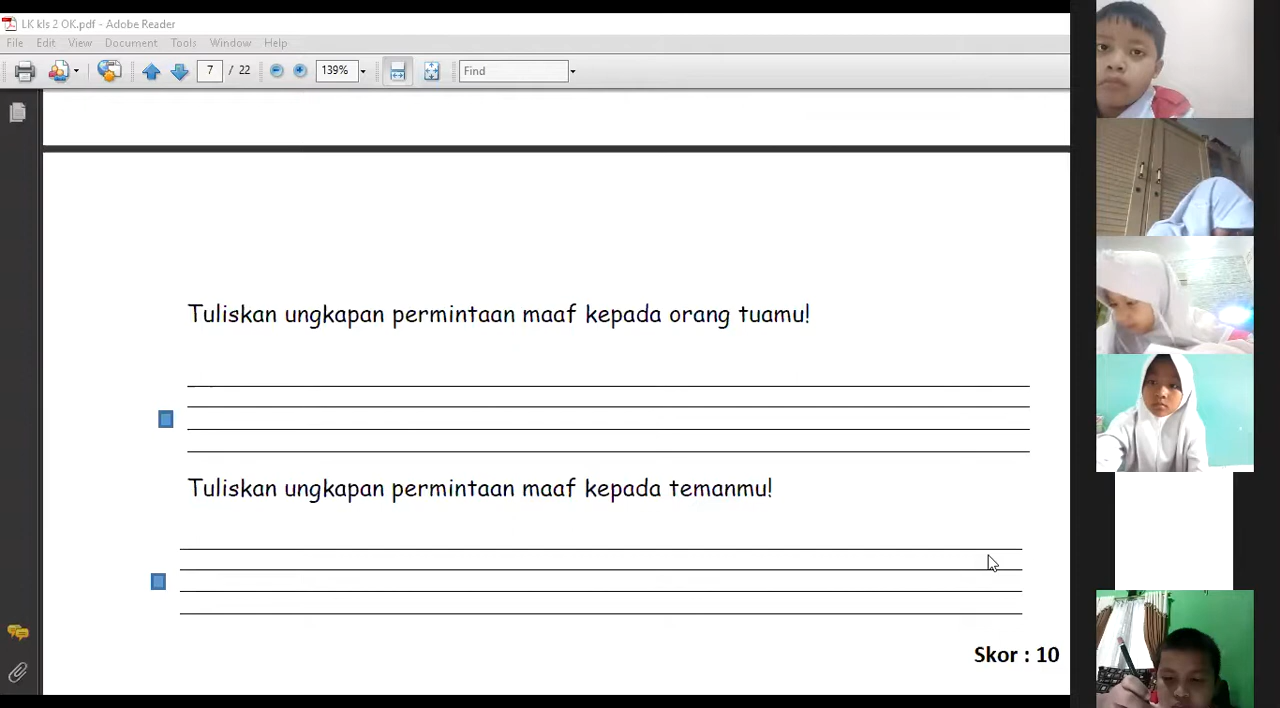 LK kls 2 OK.pdf - Adobe Reader
File Edit View Document Tools Window Help
7 / 22 139% Find
Tuliskan ungkapan permintaan maaf kepada orang tuamu!
Tuliskan ungkapan permintaan maaf kepada temanmu!
Skor : 10